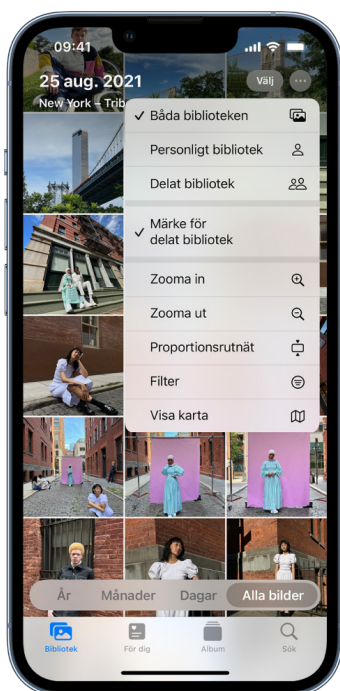 09:41
25 aug. 2021
Välj
New York – Trib
Båda biblioteken
Personligt bibliotek
Delat bibliotek
Märke för
delat bibliotek
Zooma in
Zooma ut
Proportionsrutnät
Filter
Visa karta
År Månader Dagar Alla bilder
Bibliotek För dig Album Sök